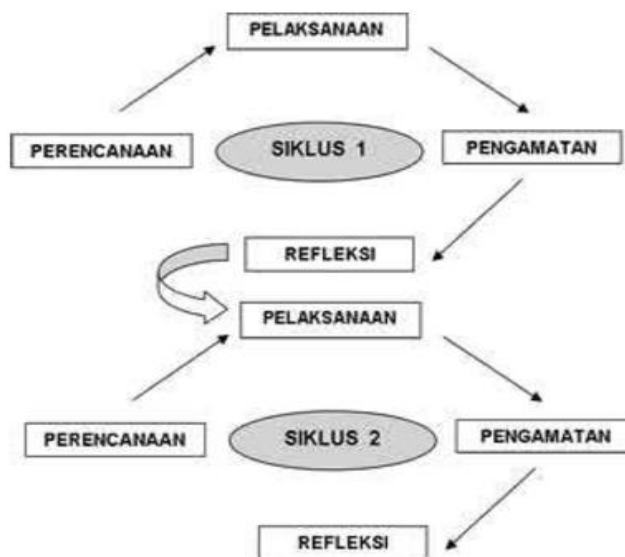 PELAKSANAAN
PERENCANAAN
SIKLUS 1
PENGAMATAN
REFLEKSI
PELAKSANAAN
PERENCANAAN
SIKLUS 2
PENGAMATAN
REFLEKSI